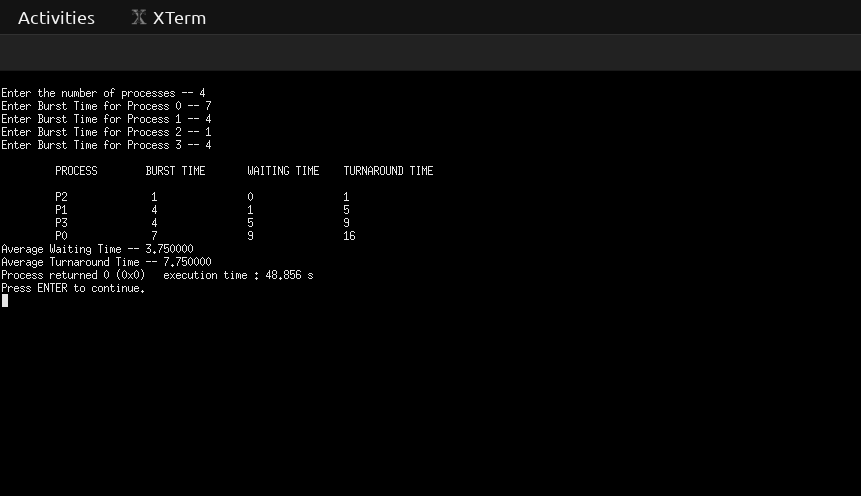 Activities XTerm
Enter the number of processes -- 4
Enter Burst Time for Process 0 -- 7
Enter Burst Time for Process 1 -- 4
Enter Burst Time for Process 2 -- 1
Enter Burst Time for Process 3 -- 4
PROCESS BURST TIME WAITING TIME TURNAROUND TIME
P2 1 0 1
P1 4 1 5
P3 4 5 9
P0 7 9 16
Average Waiting Time -- 3.750000
Average Turnaround Time -- 7.750000
Process returned 0 (0x0) execution time : 48.856 s
Press ENTER to continue.